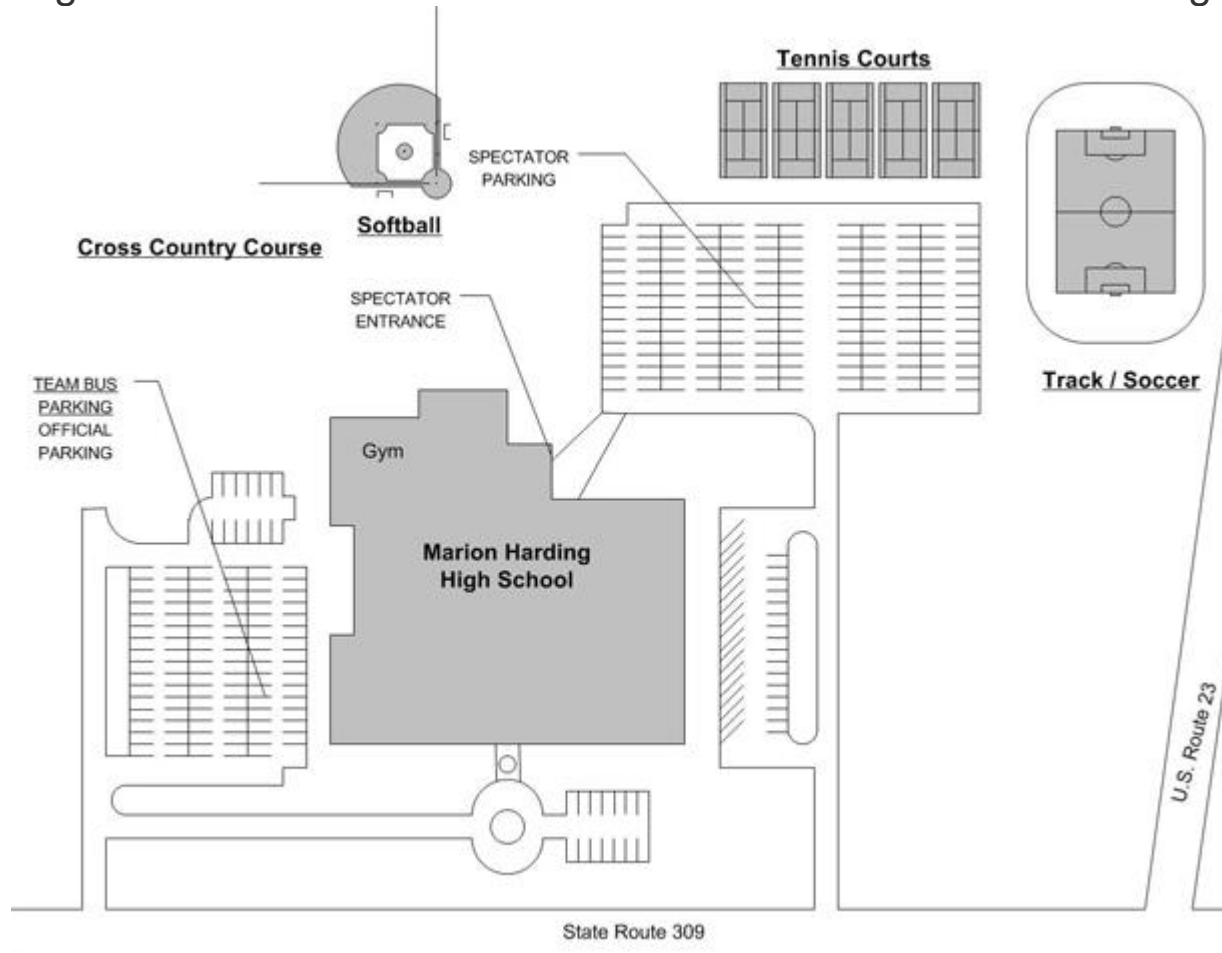 Tennis Courts
SPECTATOR
PARKING
Softball
Cross Country Course
SPECTATOR
ENTRANCE
TEAM BUS
PARKING
OFFICIAL
PARKING
Track / Soccer
Gym
Marion Harding
High School
U.S. Route 23
State Route 309